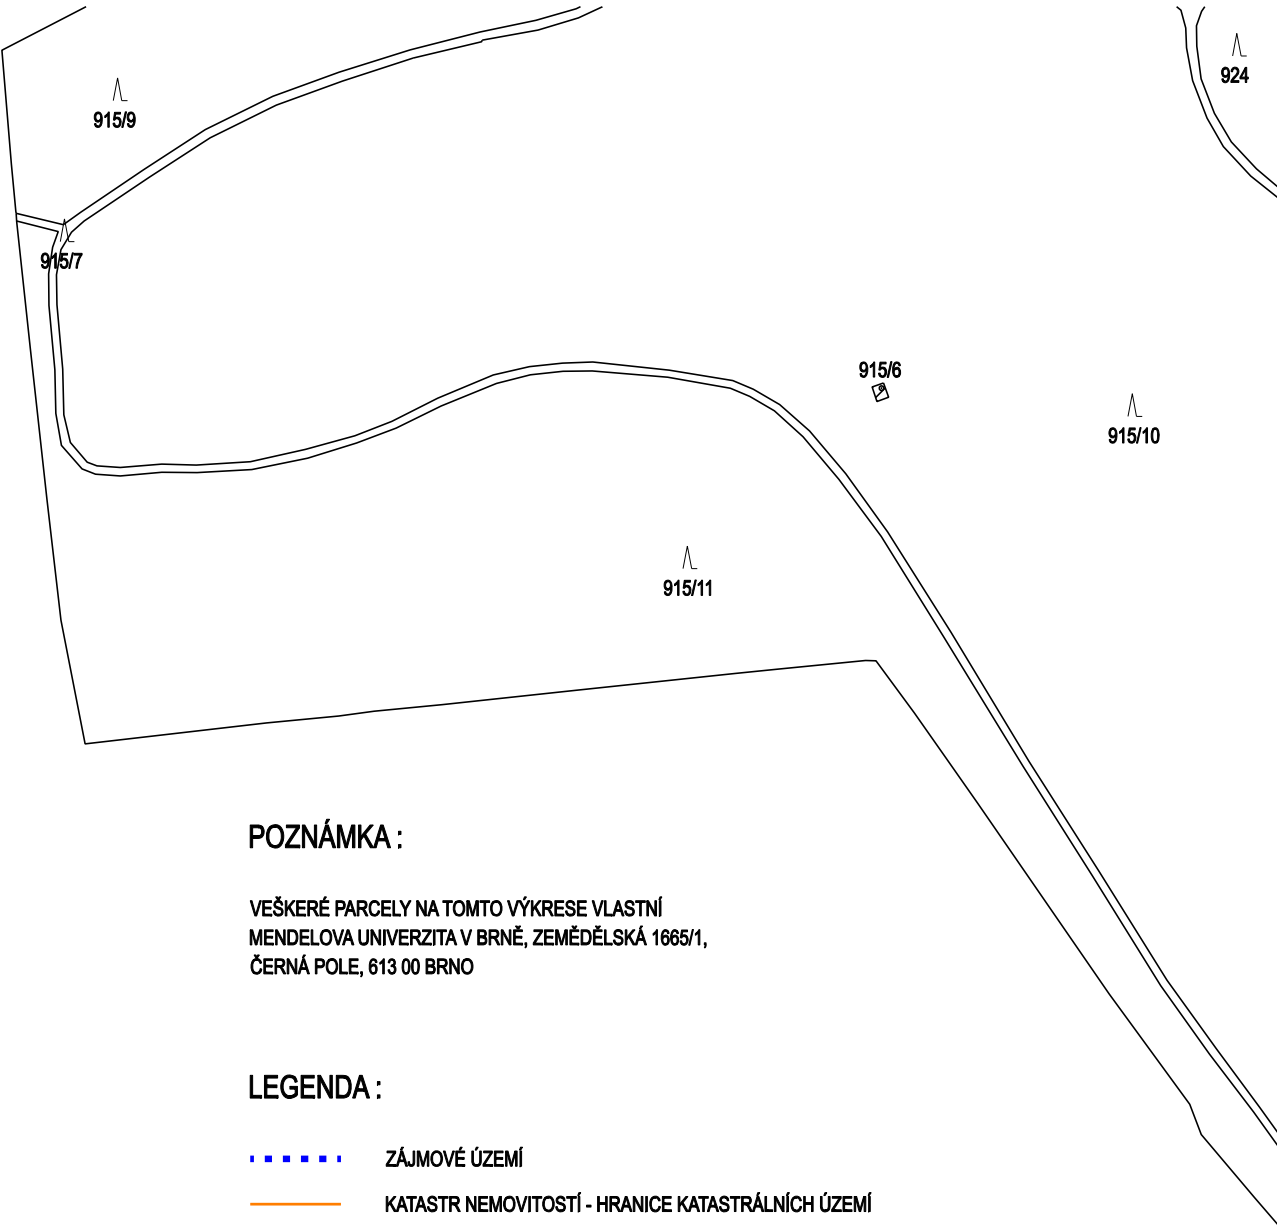 924
915/9
915/7
915/6
915/10
915/11
POZNÁMKA :
VEŠKERÉ PARCELY NA TOMTO VÝKRESE VLASTNÍ
MENDELOVA UNIVERZITA V BRNĚ, ZEMĚDĚLSKÁ 1665/1,
ČERNÁ POLE, 613 00 BRNO
LEGENDA :
ZÁJMOVÉ ÚZEMÍ
KATASTR NEMOVITOSTÍ - HRANICE KATASTRÁLNÍCH ÚZEMÍ